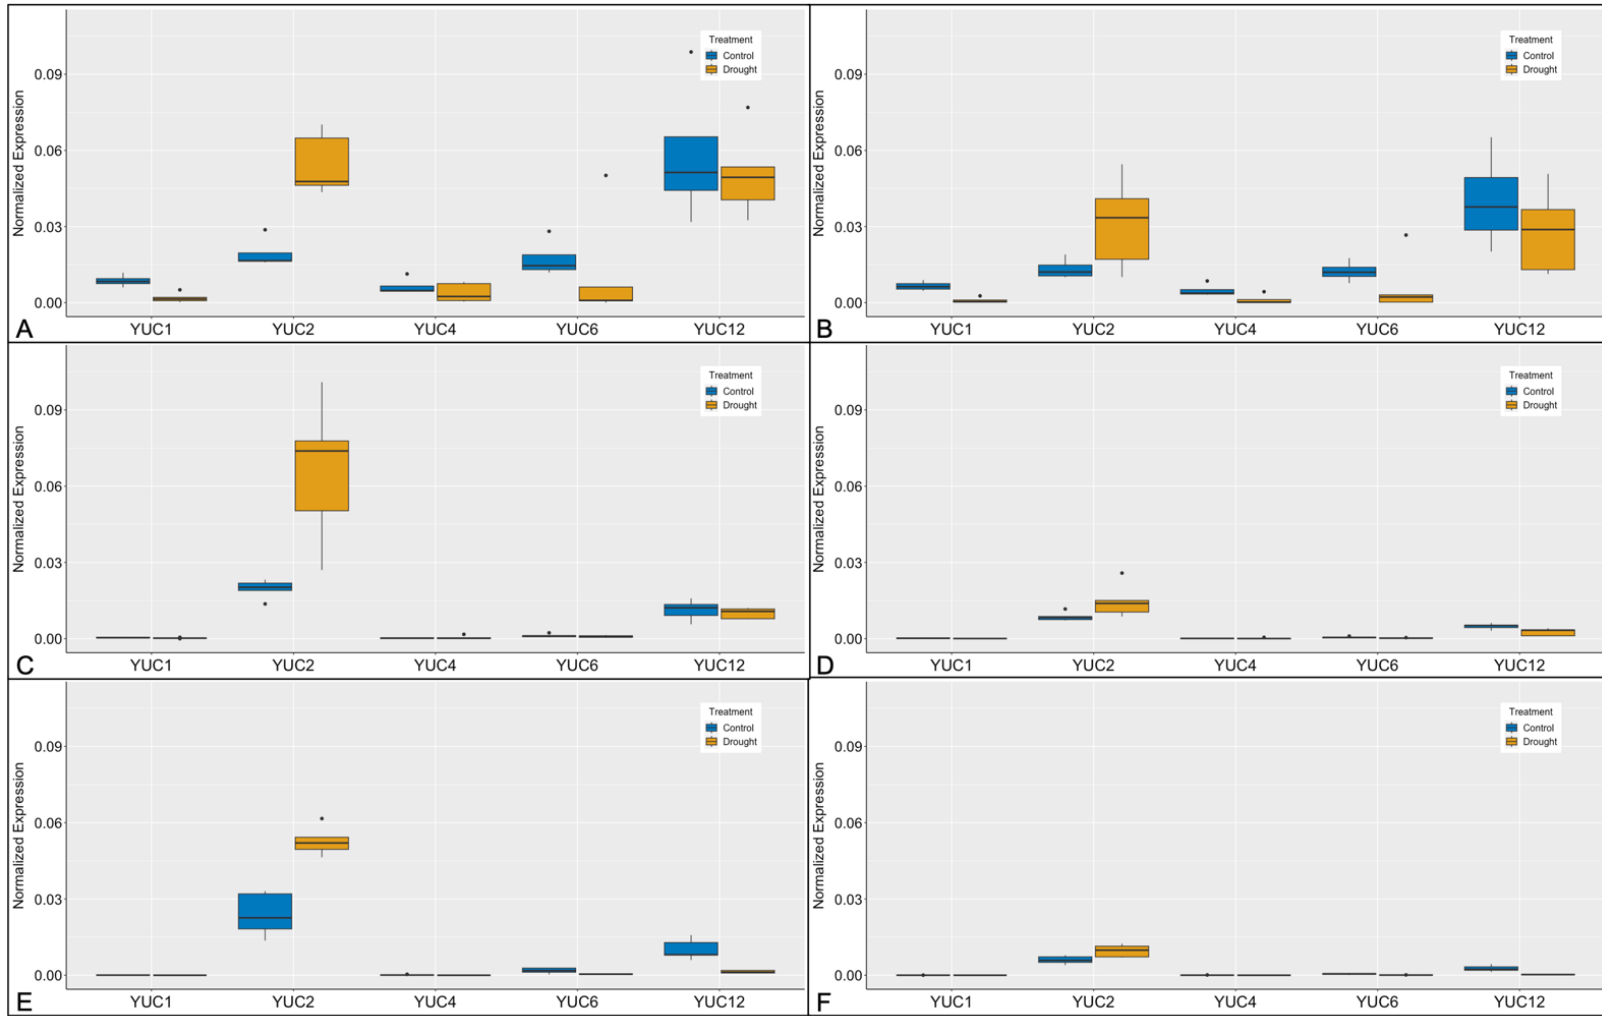 Normalized Expression
0.09
0.06
0.03
0.00
Treatment
Control
Drought
A
YUC1 YUC2 YUC4 YUC6 YUC12
Normalized Expression
0.09
0.06
0.03
0.00
Treatment
Control
Drought
B
YUC1 YUC2 YUC4 YUC6 YUC12
Normalized Expression
0.09
0.06
0.03
0.00
Treatment
Control
Drought
C
YUC1 YUC2 YUC4 YUC6 YUC12
Normalized Expression
0.09
0.06
0.03
0.00
Treatment
Control
Drought
D
YUC1 YUC2 YUC4 YUC6 YUC12
Normalized Expression
0.09
0.06
0.03
0.00
Treatment
Control
Drought
E
YUC1 YUC2 YUC4 YUC6 YUC12
Normalized Expression
0.09
0.06
0.03
0.00
Treatment
Control
Drought
F
YUC1 YUC2 YUC4 YUC6 YUC12